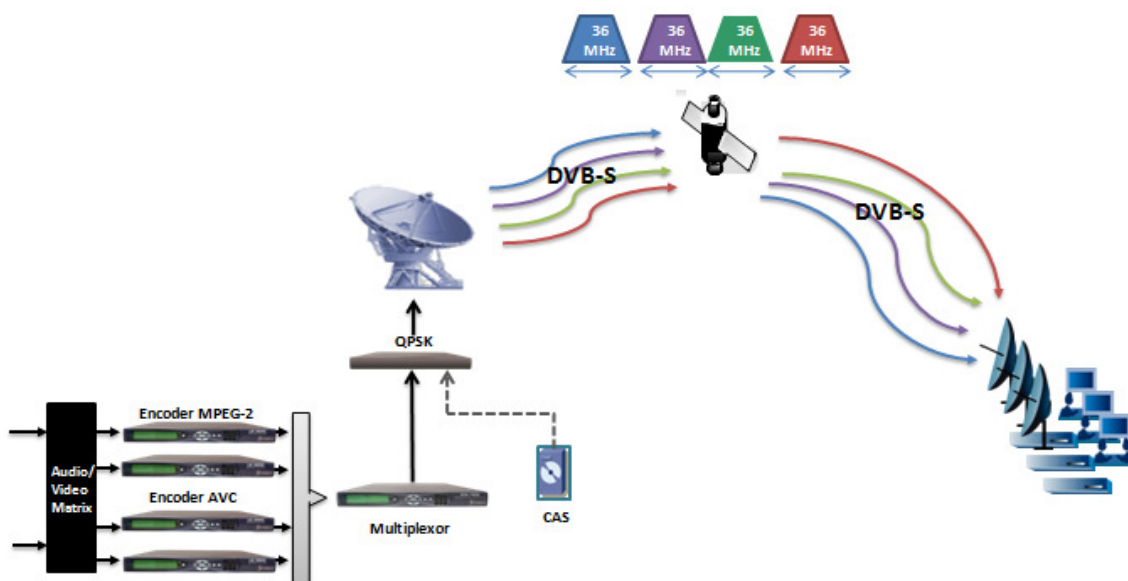 36
MHz
36
MHz
36
MHz
36
MHz
DVB-S
DVB-S
QPSK
Encoder MPEG-2
Audio/
Video
Matrix
Encoder AVC
Multiplexor
CAS